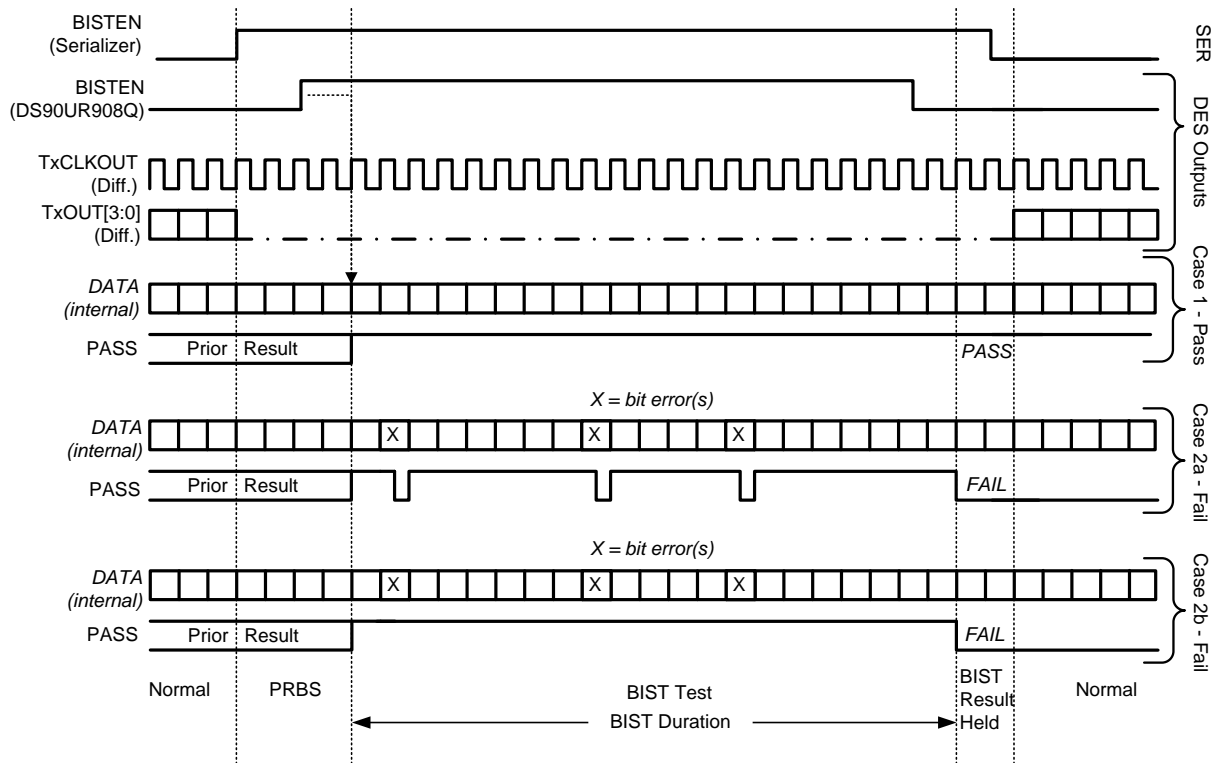 BISTEN
(Serializer)
SER
BISTEN
(DS90UR908Q)
DES Outputs
TxCLKOUT
(Diff.)
TxOUT[3:0]
(Diff.)
DATA
(internal)
PASS
Prior Result
PASS
Case 1 - Pass
X = bit error(s)
DATA
(internal)
X X X
PASS
Prior Result
FAIL
Case 2a - Fail
X = bit error(s)
DATA
(internal)
X X X
PASS
Prior Result
FAIL
Case 2b - Fail
Normal
PRBS
BIST Test
BIST Duration
BIST
Result
Held
Normal